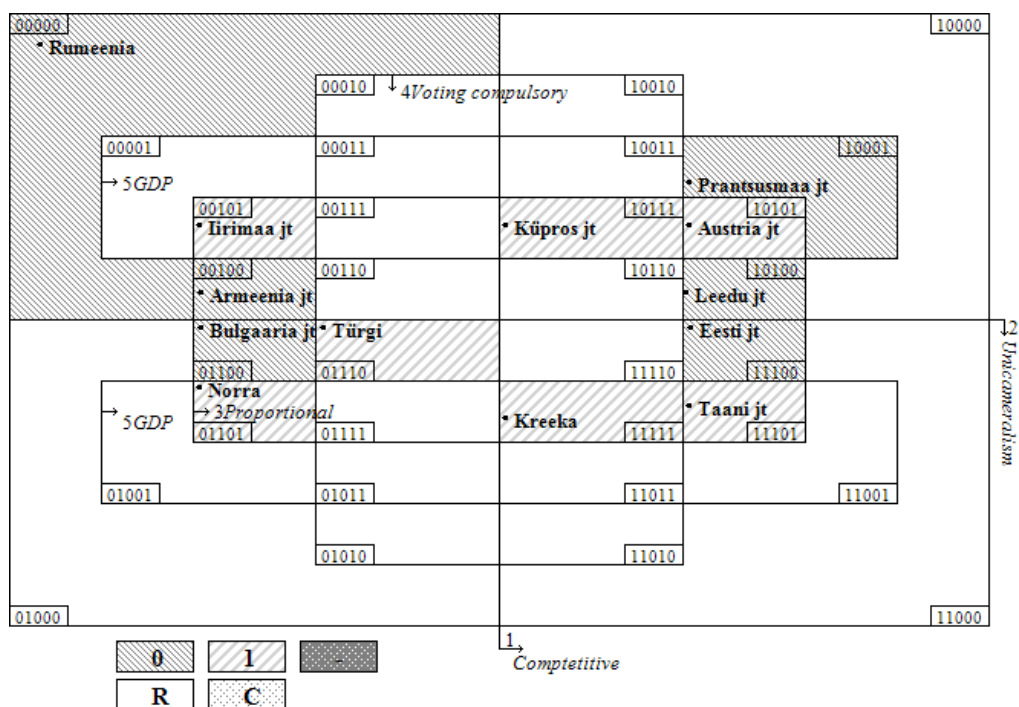 00000 10000
Rumeenia
00010 4Voting compulsory 10010
00001 00011 10011 10001
5GDP Prantsusmaa jt
00101 00111 10111 10101
Iirimaa jt Küpros jt Austria jt
00100 00110 10110 10100
Armeenia jt Leedu jt
Bulgaaria jt Türgi Eesti jt 2
Unicameralism
01100 01110 11110 11100
Norra
5GDP 3Proportional Kreeka Taani jt
01101 01111 11111 11101
01001 01011 11011 11001
01010 11010
01000 11000
0 1 - 1
Comptetitive
R C